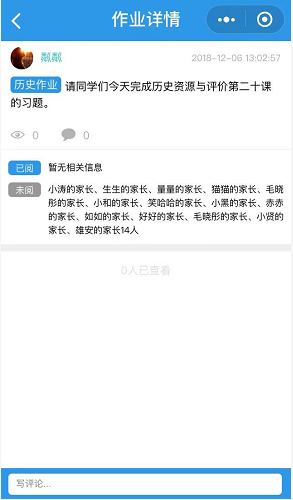 作业详情
瓢瓢
2018-12-06 13:02:57
历史作业 请同学们今天完成历史资源与评价第二十课
的习题。
0 0
已阅 暂无相关信息
未阅 小涛的家长、生生的家长、量量的家长、猫猫的家长、毛晓
彤的家长、小和的家长、笑哈哈的家长、小黑的家长、赤赤
的家长、如如的家长、好好的家长、毛晓彤的家长、小贤的
家长、雄安的家长14人
0人已查看
写评论...